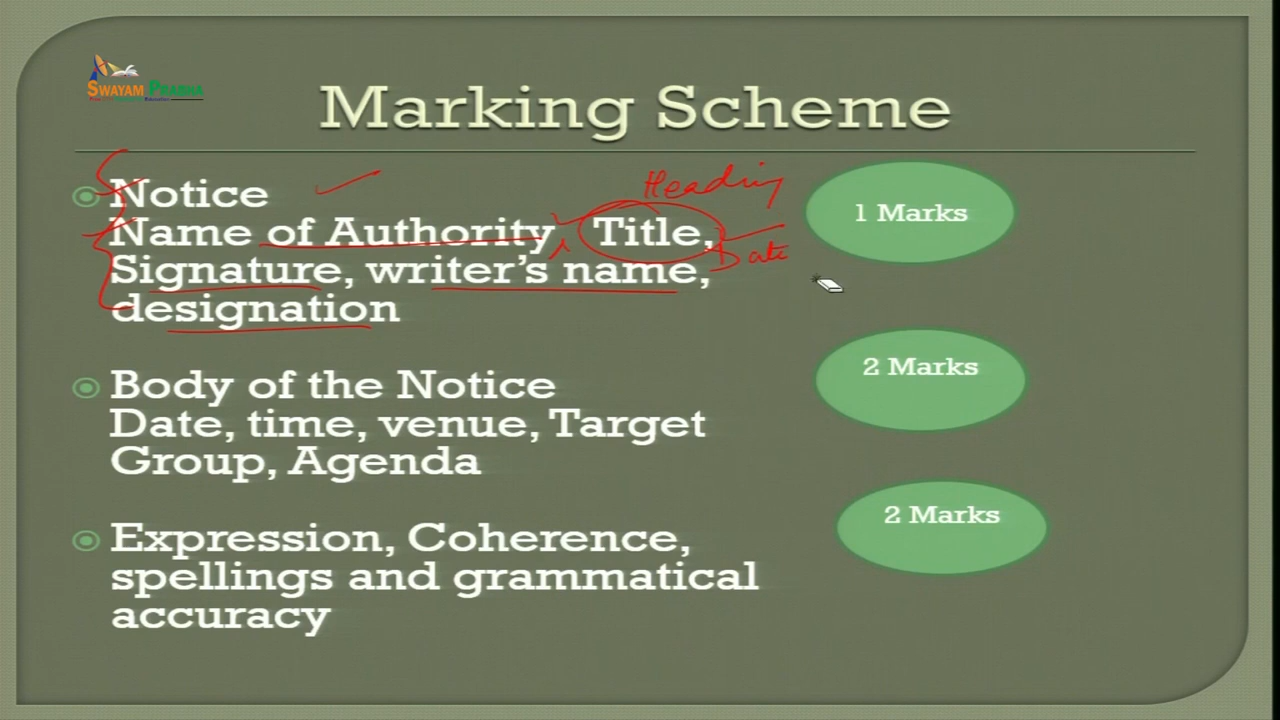 SWAYAM PRABHA
Marking Scheme
Notice
Heading
1 Marks
Name of Authority, Title,
Date
Signature, writer's name,
designation
Body of the Notice
2 Marks
Date, time, venue, Target
Group, Agenda
Expression, Coherence,
2 Marks
spellings and grammatical
accuracy